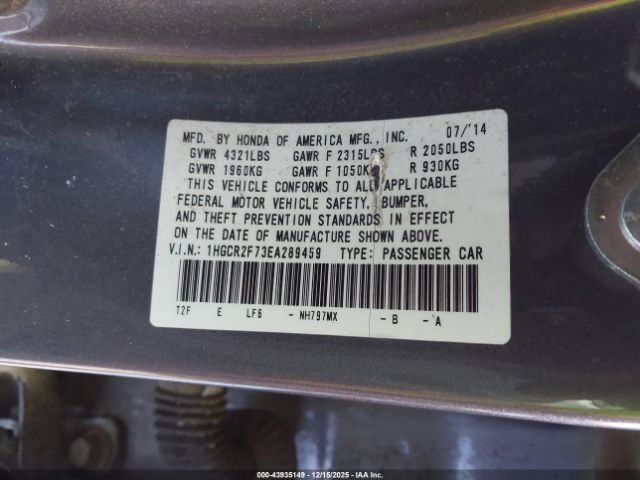 MFD. BY HONDA OF AMERICA MFG., INC. 07/'14
GVWR 4321LBS GAWR F 2315LBS R 2050LBS
GVWR 1960KG GAWR F 1050KG R 930KG
THIS VEHICLE CONFORMS TO ALL APPLICABLE
FEDERAL MOTOR VEHICLE SAFETY, BUMPER,
AND THEFT PREVENTION STANDARDS IN EFFECT
ON THE DATE OF MANUFACTURE SHOWN ABOVE.
V.I.N.: 1HGCR2F73EA289459 TYPE: PASSENGER CAR
T2F E LF6 - NH797MX - B - A
000-43935149 - 12/15/2025 - IAA Inc.